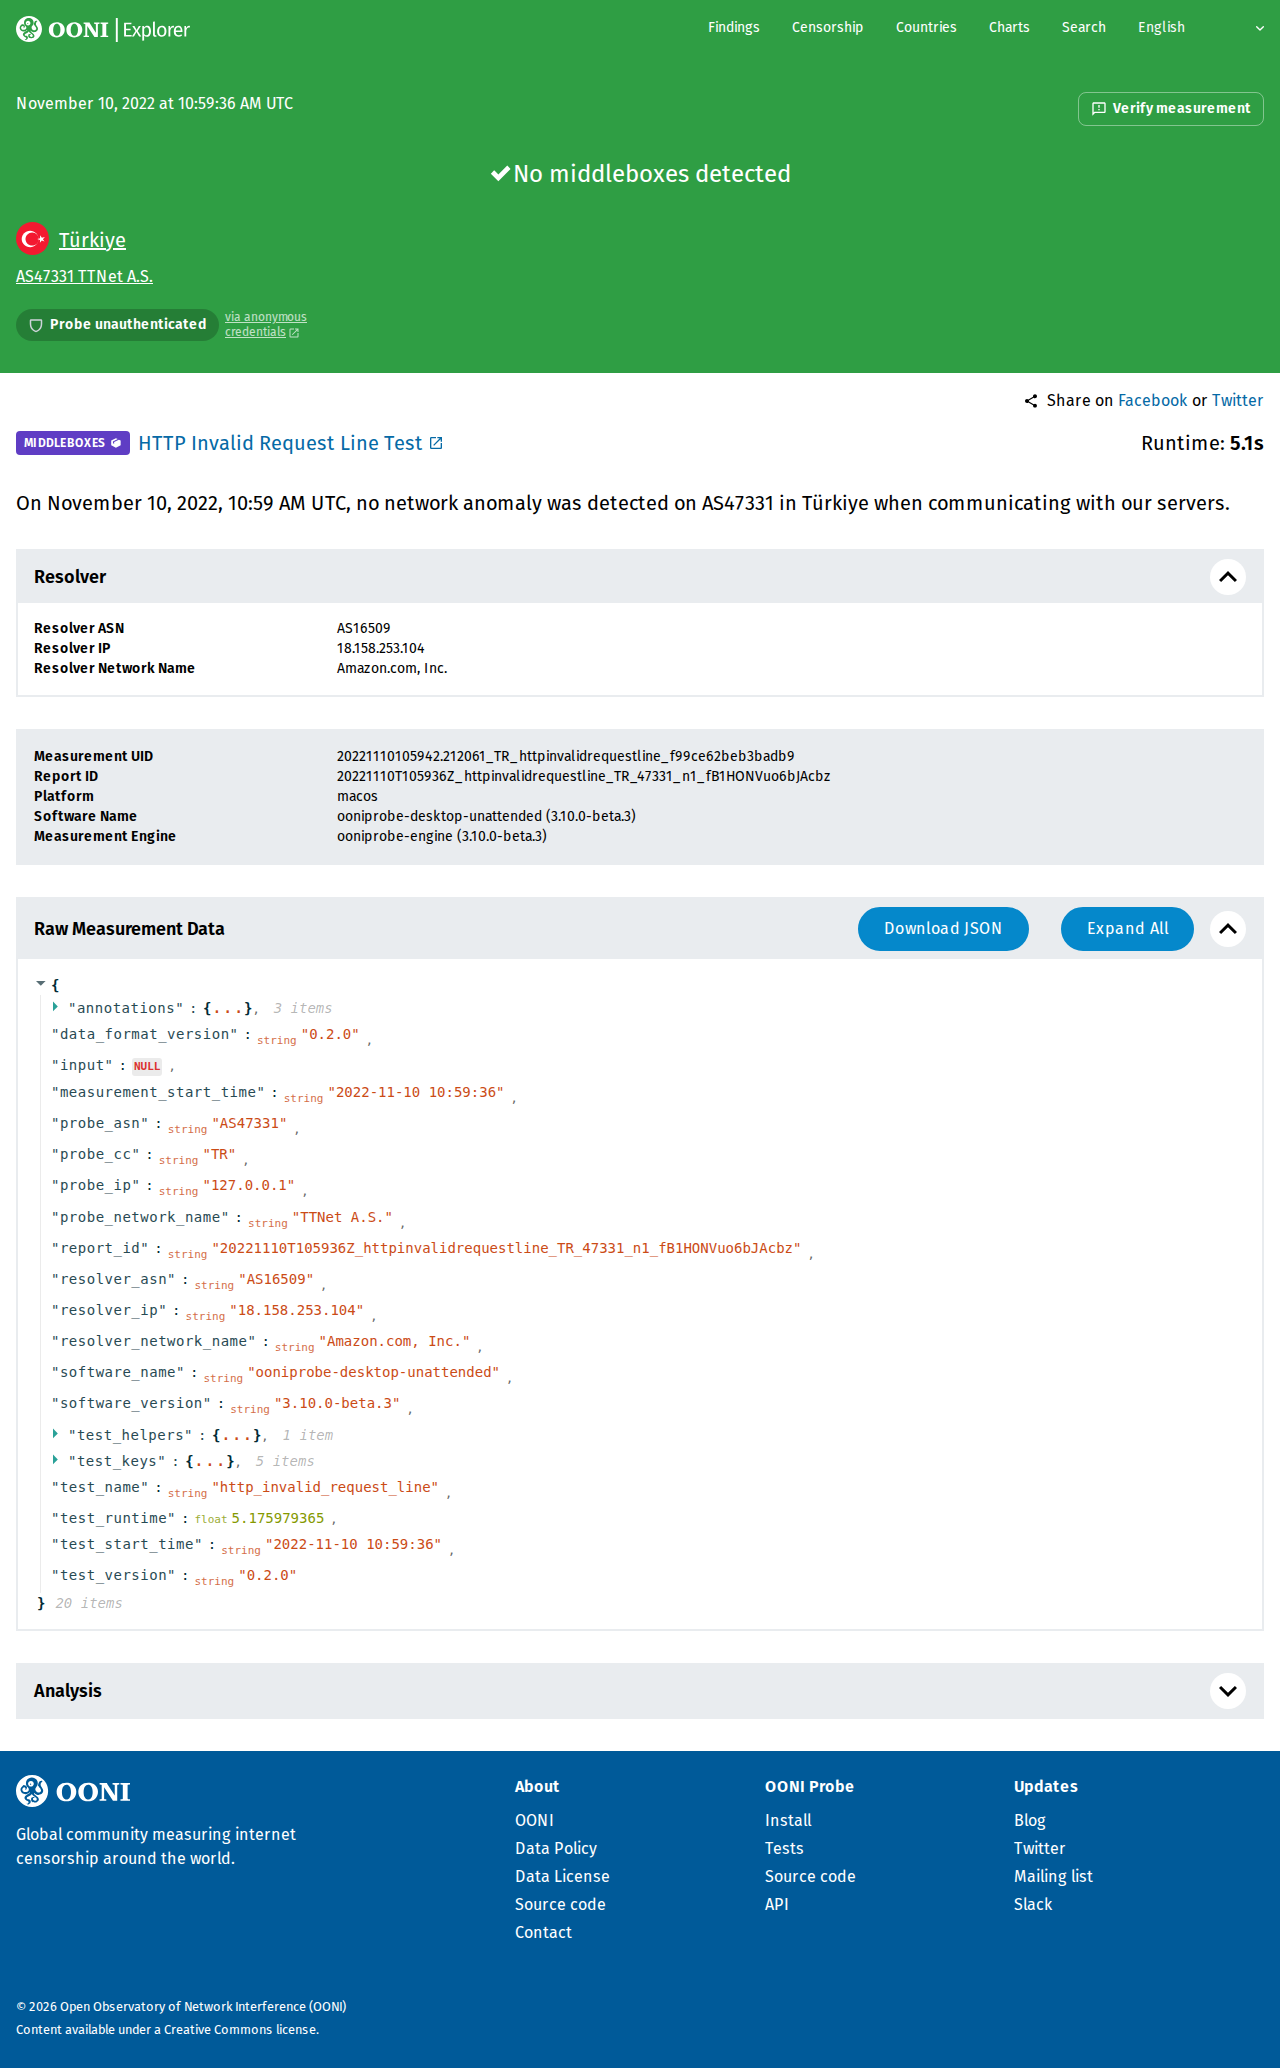 OONI | Explorer
Findings
Censorship
Countries
Charts
Search
English
November 10, 2022 at 10:59:36 AM UTC
Verify measurement
No middleboxes detected
Türkiye
AS47331 TTNet A.S.
Probe unauthenticated
via anonymous
credentials
Share on Facebook or Twitter
MIDDLEBOXES
HTTP Invalid Request Line Test
Runtime: 5.1s
On November 10, 2022, 10:59 AM UTC, no network anomaly was detected on AS47331 in Türkiye when communicating with our servers.
Resolver
Resolver ASN AS16509
Resolver IP 18.158.253.104
Resolver Network Name Amazon.com, Inc.
Measurement UID 20221110105942.212061_TR_httpinvalidrequestline_f99ce62beb3badb9
Report ID 20221110T105936Z_httpinvalidrequestline_TR_47331_n1_fB1HONVuo6bJAcbz
Platform macos
Software Name ooniprobe-desktop-unattended (3.10.0-beta.3)
Measurement Engine ooniprobe-engine (3.10.0-beta.3)
Raw Measurement Data
Download JSON
Expand All
{
"annotations" : {...}, 3 items
"data_format_version" : string "0.2.0" ,
"input" : NULL ,
"measurement_start_time" : string "2022-11-10 10:59:36" ,
"probe_asn" : string "AS47331" ,
"probe_cc" : string "TR" ,
"probe_ip" : string "127.0.0.1" ,
"probe_network_name" : string "TTNet A.S." ,
"report_id" : string "20221110T105936Z_httpinvalidrequestline_TR_47331_n1_fB1HONVuo6bJAcbz" ,
"resolver_asn" : string "AS16509" ,
"resolver_ip" : string "18.158.253.104" ,
"resolver_network_name" : string "Amazon.com, Inc." ,
"software_name" : string "ooniprobe-desktop-unattended" ,
"software_version" : string "3.10.0-beta.3" ,
"test_helpers" : {...}, 1 item
"test_keys" : {...}, 5 items
"test_name" : string "http_invalid_request_line" ,
"test_runtime" : float 5.175979365 ,
"test_start_time" : string "2022-11-10 10:59:36" ,
"test_version" : string "0.2.0"
} 20 items
Analysis
OONI
Global community measuring internet
censorship around the world.
About
OONI
Data Policy
Data License
Source code
Contact
OONI Probe
Install
Tests
Source code
API
Updates
Blog
Twitter
Mailing list
Slack
© 2026 Open Observatory of Network Interference (OONI)
Content available under a Creative Commons license.